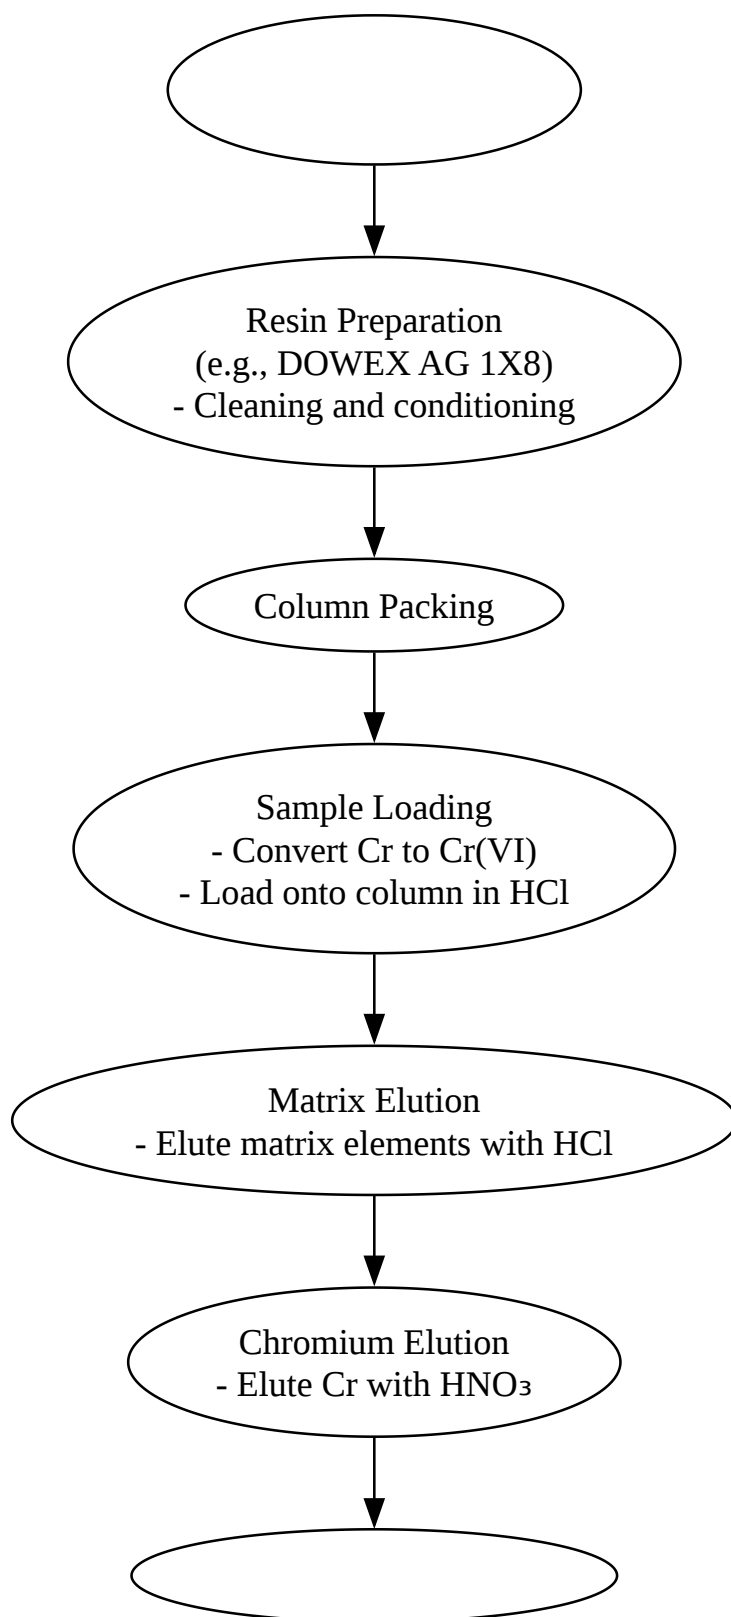 Resin Preparation
(e.g., DOWEX AG 1X8)
- Cleaning and conditioning
Column Packing
Sample Loading
- Convert Cr to Cr(VI)
- Load onto column in HCl
Matrix Elution
- Elute matrix elements with HCl
Chromium Elution
- Elute Cr with HNO₃